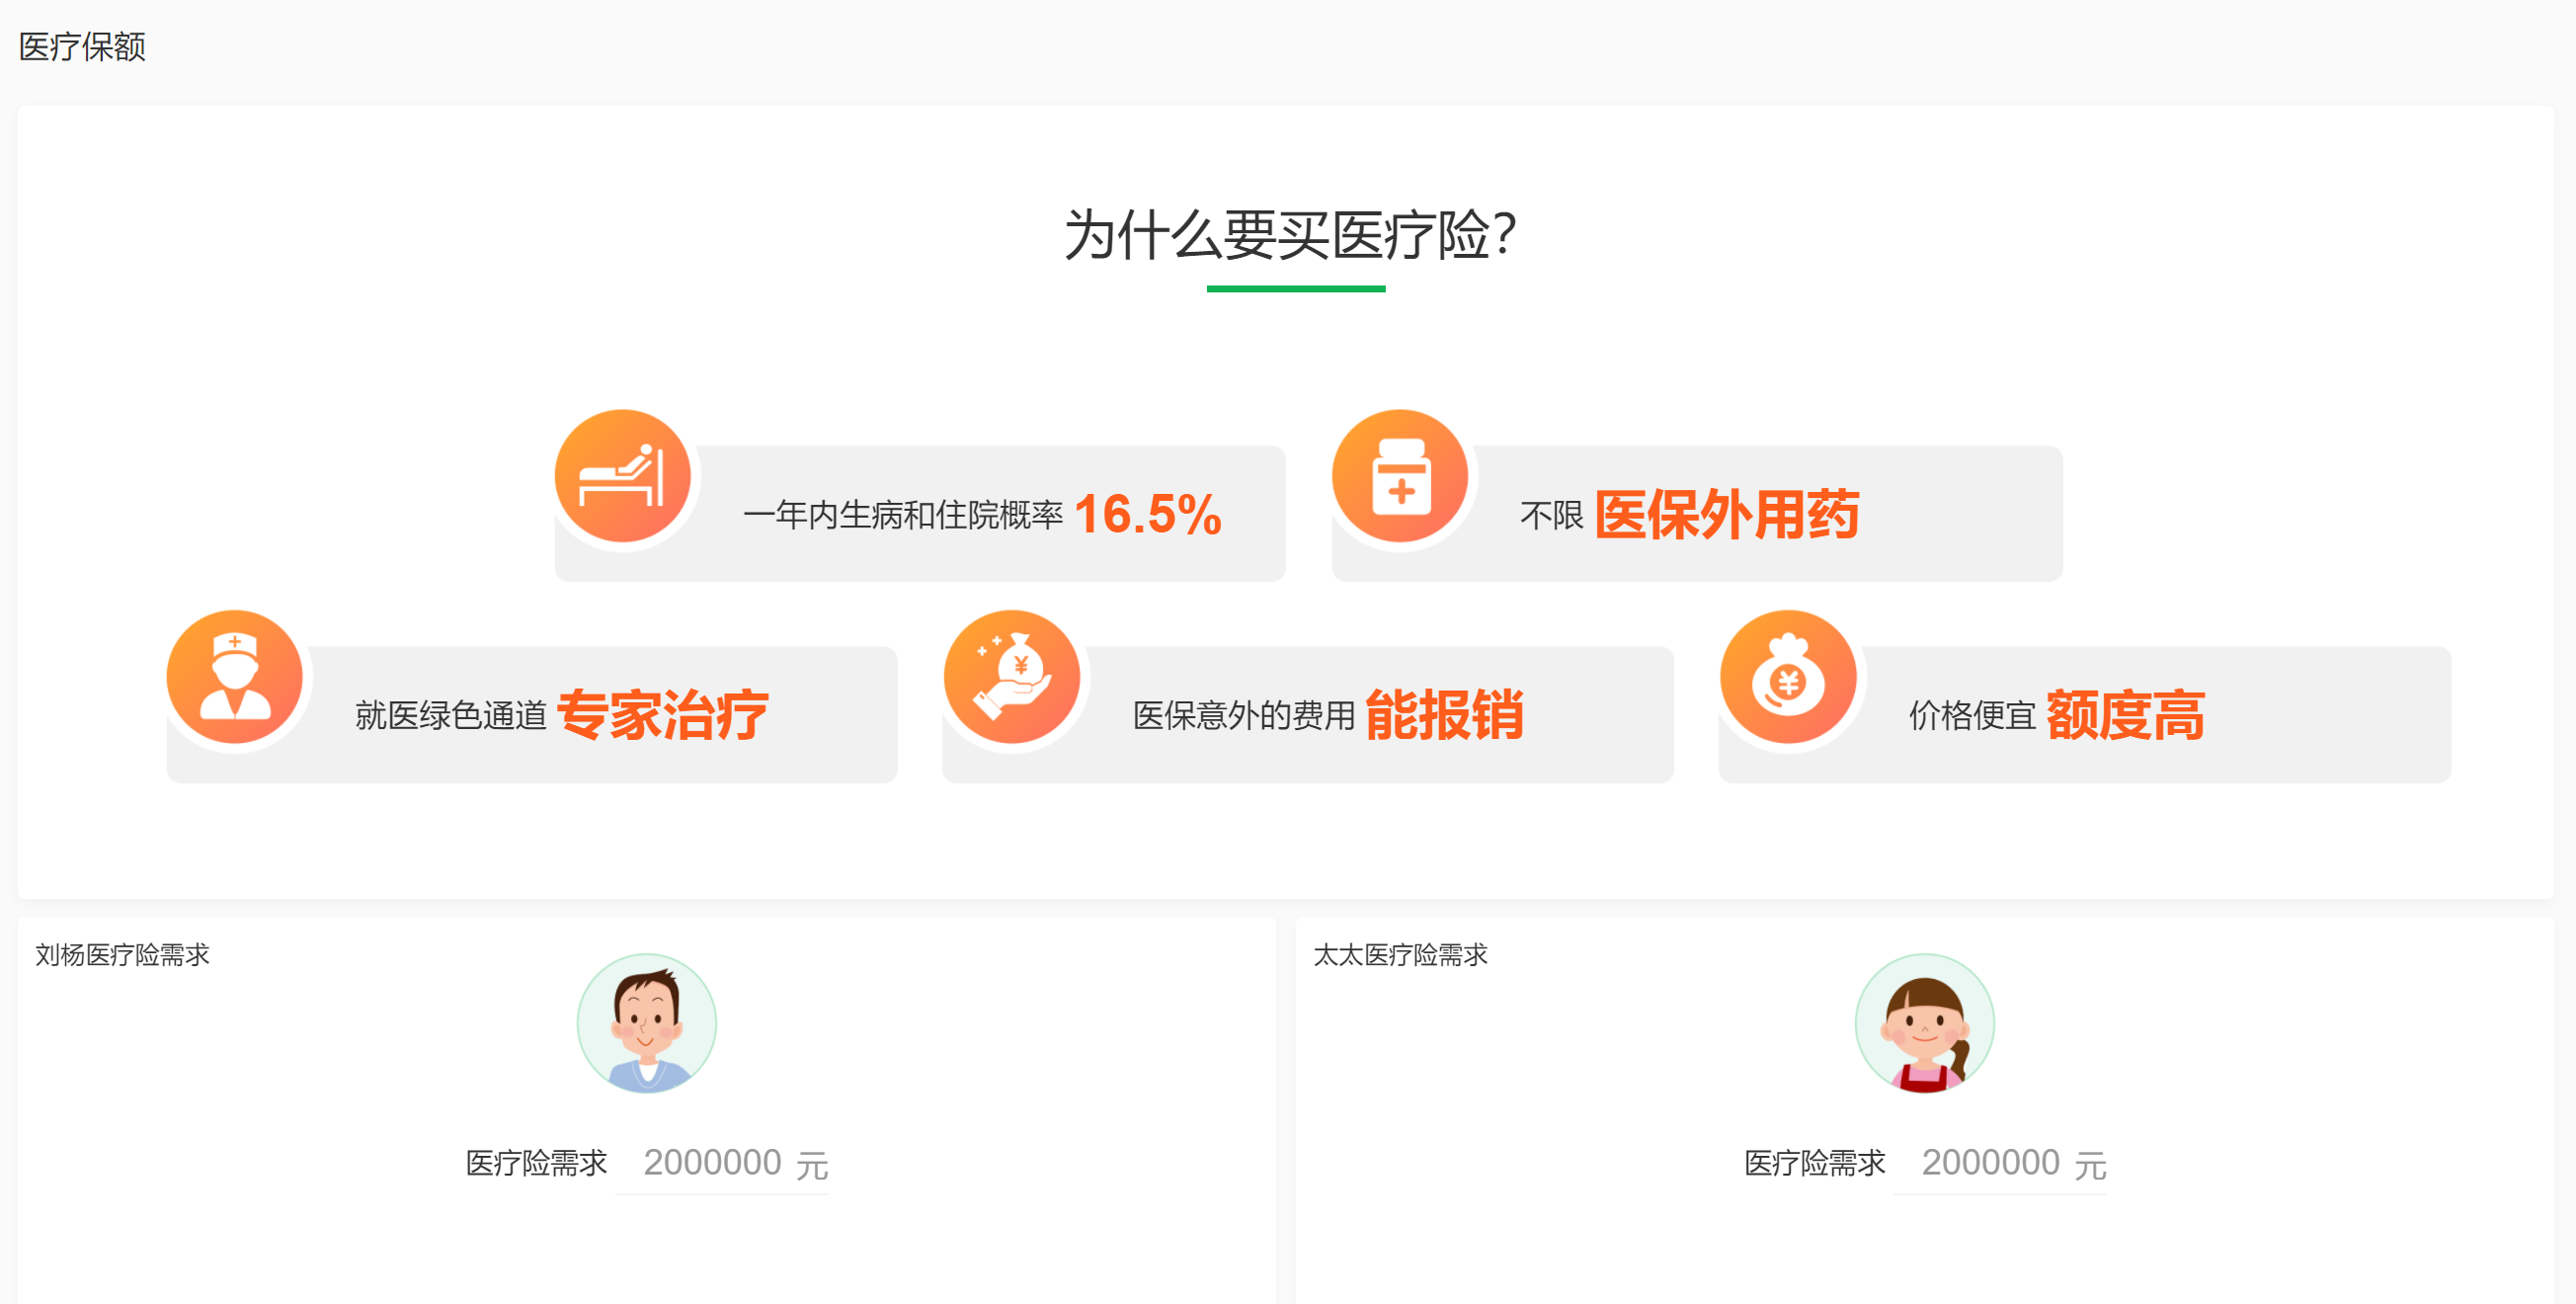 医疗保额
为什么要买医疗险？
一年内生病和住院概率 16.5%
不限 医保外用药
就医绿色通道 专家治疗
医保意外的费用 能报销
价格便宜 额度高
刘杨医疗险需求
医疗险需求 2000000 元
太太医疗险需求
医疗险需求 2000000 元